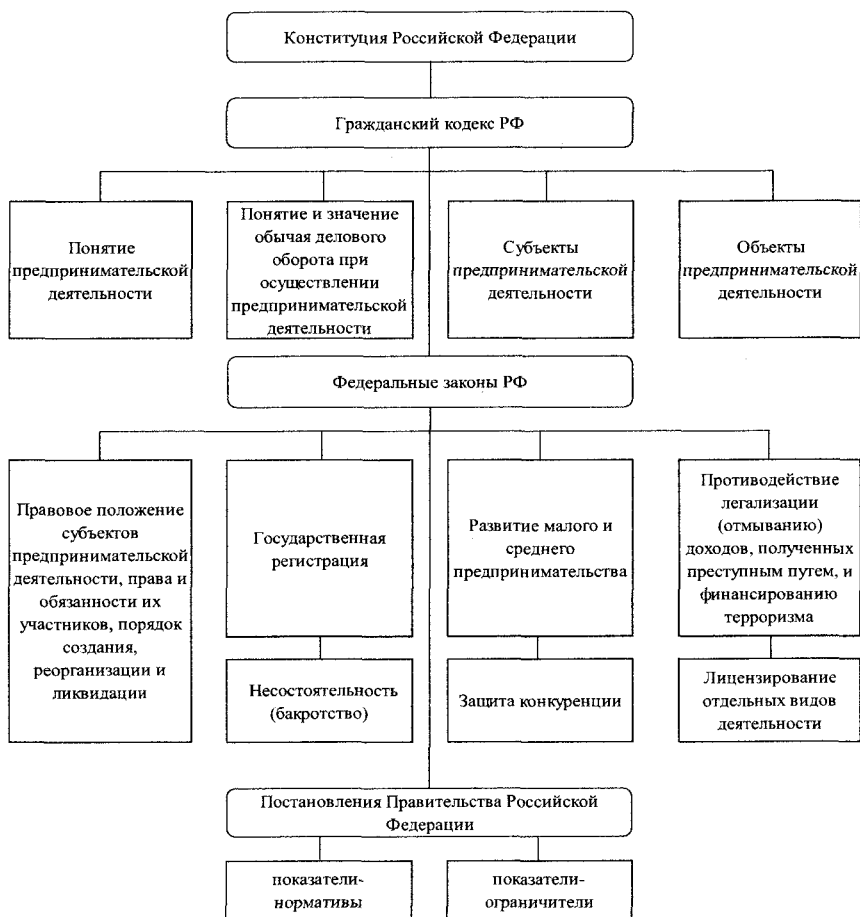 Конституция Российской Федерации
Гражданский кодекс РФ
Понятие
предпринимательской
деятельности
Понятие и значение
обычая делового
оборота при
осуществлении
предпринимательской
деятельности
Субъекты
предпринимательской
деятельности
Объекты
предпринимательской
деятельности
Федеральные законы РФ
Правовое положение
субъектов
предпринимательской
деятельности, права и
обязанности их
участников, порядок
создания,
реорганизации и
ликвидации
Государственная
регистрация
Развитие малого и
среднего
предпринимательства
Противодействие
легализации
(отмыванию)
доходов, полученных
преступным путем, и
финансированию
терроризма
Несостоятельность
(бакротство)
Защита конкуренции
Лицензирование
отдельных видов
деятельности
Постановления Правительства Российской
Федерации
показатели-
нормативы
показатели-
ограничители